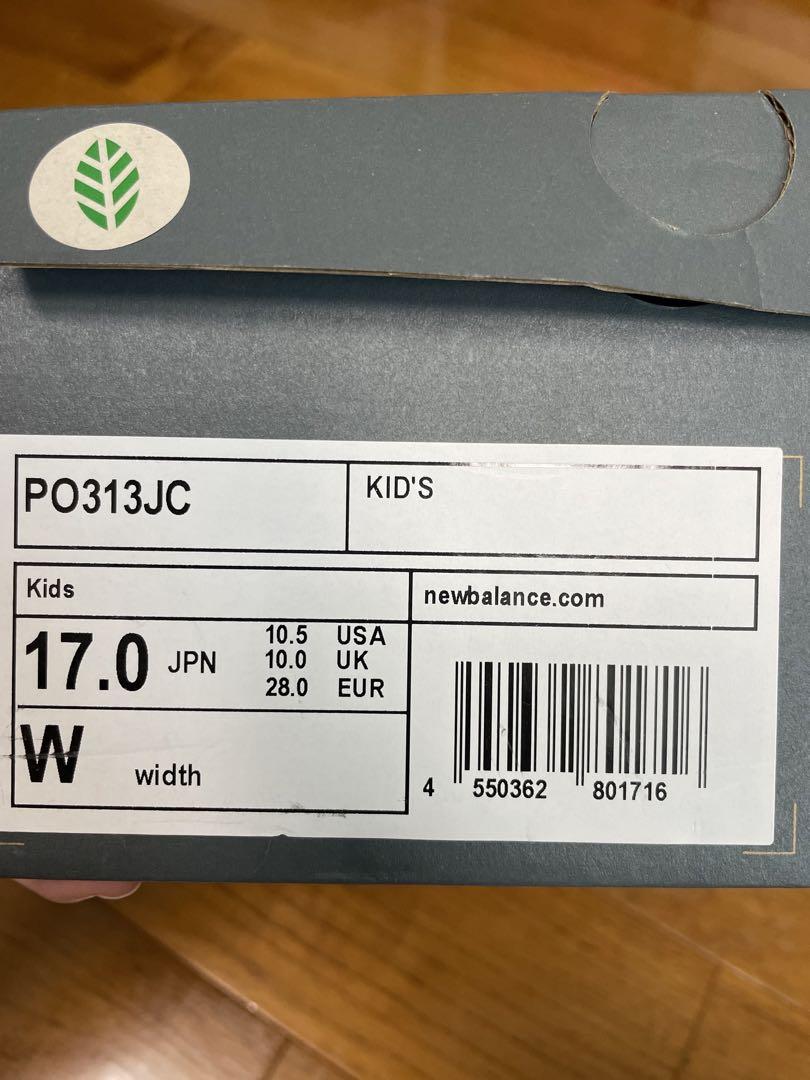 PO313JC
KID'S
Kids
newbalance.com
17.0 JPN
10.5 USA
10.0 UK
28.0 EUR
W width
4 550362 801716